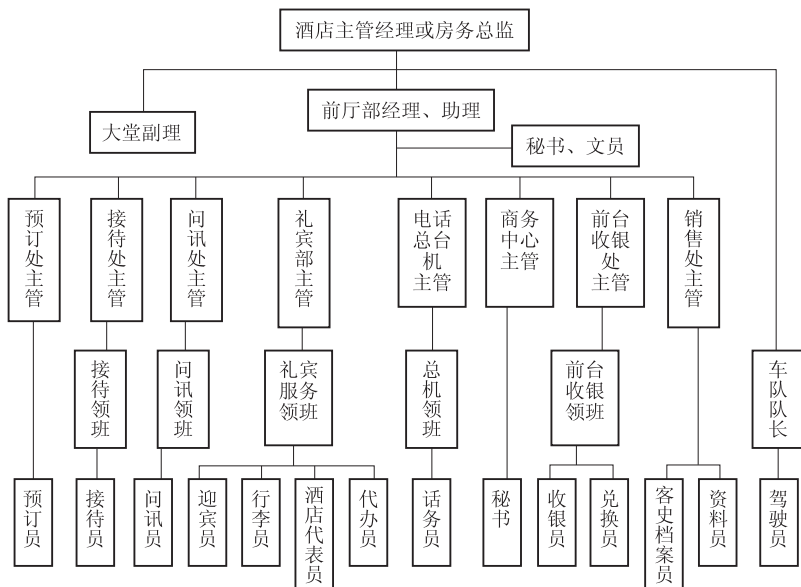 酒店主管经理或房务总监
大堂副理
前厅部经理、助理
秘书、文员
预订处主管
接待处主管
问讯处主管
礼宾部主管
电话
总台
机
主管
商务
中心
主管
前台
收银
处
主管
销售处主管
接待领班
问讯领班
礼宾
服务
领班
总机领班
前台
收银
领班
车队队长
预订员
接待员
问讯员
迎宾员
行李员
酒店代表员
代办员
话务员
秘书
收银员
兑换员
客史档案员
资料员
驾驶员